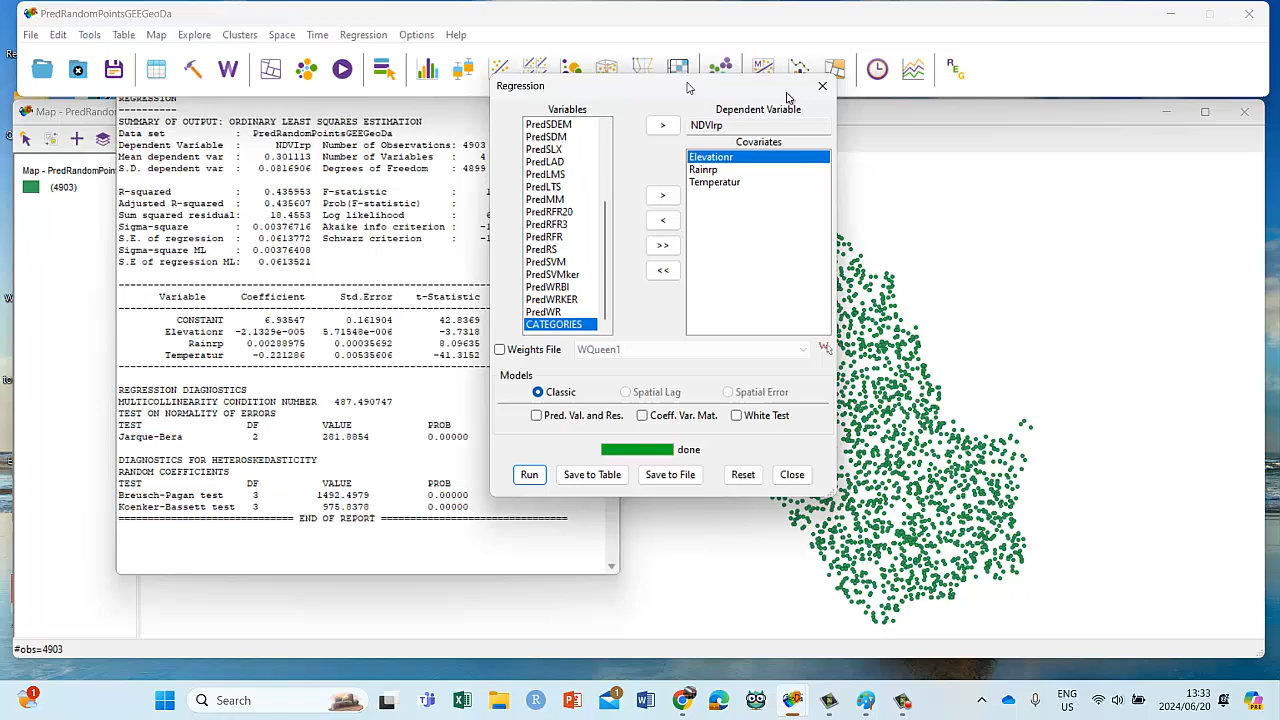 PredRandomPointsGEEGeoDa
File Edit Tools Table Map Explore Clusters Space Time Regression Options Help
Map - PredRandomPoin
Map - PredRandomPoint
(4903)
REGRESSION
----------
SUMMARY OF OUTPUT: ORDINARY LEAST SQUARES ESTIMATION
Data set : PredRandomPointsGEEGeoDa
Dependent Variable : NDVIrp Number of Observations: 4903
Mean dependent var : 0.301113 Number of Variables : 4
S.D. dependent var : 0.0816906 Degrees of Freedom : 4899
R-squared : 0.435953 F-statistic :
Adjusted R-squared : 0.435607 Prob(F-statistic) :
Sum squared residual: 18.4553 Log likelihood :
Sigma-square : 0.00376716 Akaike info criterion : -1
S.E. of regression : 0.0613772 Schwarz criterion : -1
Sigma-square ML : 0.00376408
S.E of regression ML: 0.0613521
Variable Coefficient Std.Error t-Statistic
CONSTANT 6.93547 0.161904 42.8369
Elevationr -2.1329e-005 5.71548e-006 -3.7318
Rainrp 0.00288975 0.00035692 8.09635
Temperatur -0.221286 0.00535606 -41.3152
REGRESSION DIAGNOSTICS
MULTICOLLINEARITY CONDITION NUMBER 487.490747
TEST ON NORMALITY OF ERRORS
TEST DF VALUE PROB
Jarque-Bera 2 281.8854 0.00000
DIAGNOSTICS FOR HETEROSKEDASTICITY
RANDOM COEFFICIENTS
TEST DF VALUE PROB
Breusch-Pagan test 3 1492.4979 0.00000
Koenker-Bassett test 3 975.8378 0.00000
============================ END OF REPORT ==============================
Regression
Variables
PredSDEM
PredSDM
PredSLX
PredLAD
PredLMS
PredLTS
PredMM
PredRFR20
PredRFR3
PredRFR
PredRS
PredSVM
PredSVMker
PredWRBI
PredWRKER
PredWR
CATEGORIES
>
>
<
>>
<<
Dependent Variable
NDVIrp
Covariates
Elevationr
Rainrp
Temperatur
Weights File WQueen1
Models
Classic Spatial Lag Spatial Error
Pred. Val. and Res. Coeff. Var. Mat. White Test
done
Run Save to Table Save to File Reset Close
#obs=4903
1
Search
1
ENG
US
13:33
2024/06/20